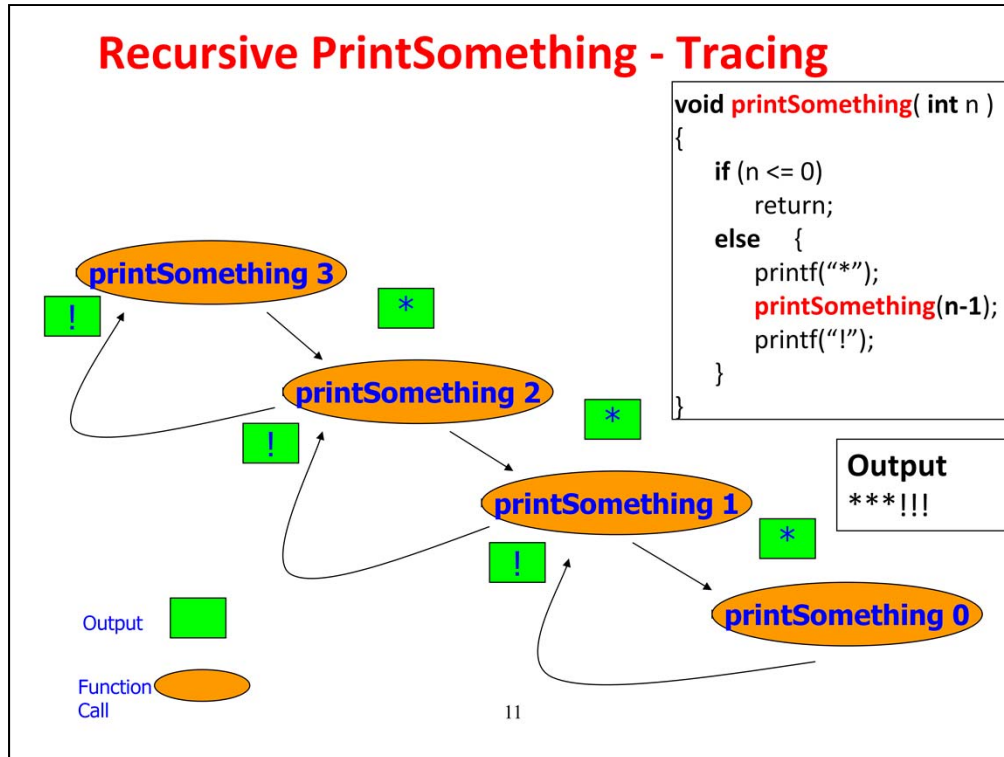 Recursive PrintSomething - Tracing
void printSomething( int n )
{
if (n <= 0)
return;
else {
printf(“*”);
printSomething(n-1);
printf(“!”);
}
}
printSomething 3
!
*
printSomething 2
!
*
printSomething 1
!
*
printSomething 0
Output
***!!!
Output
Function
Call
11